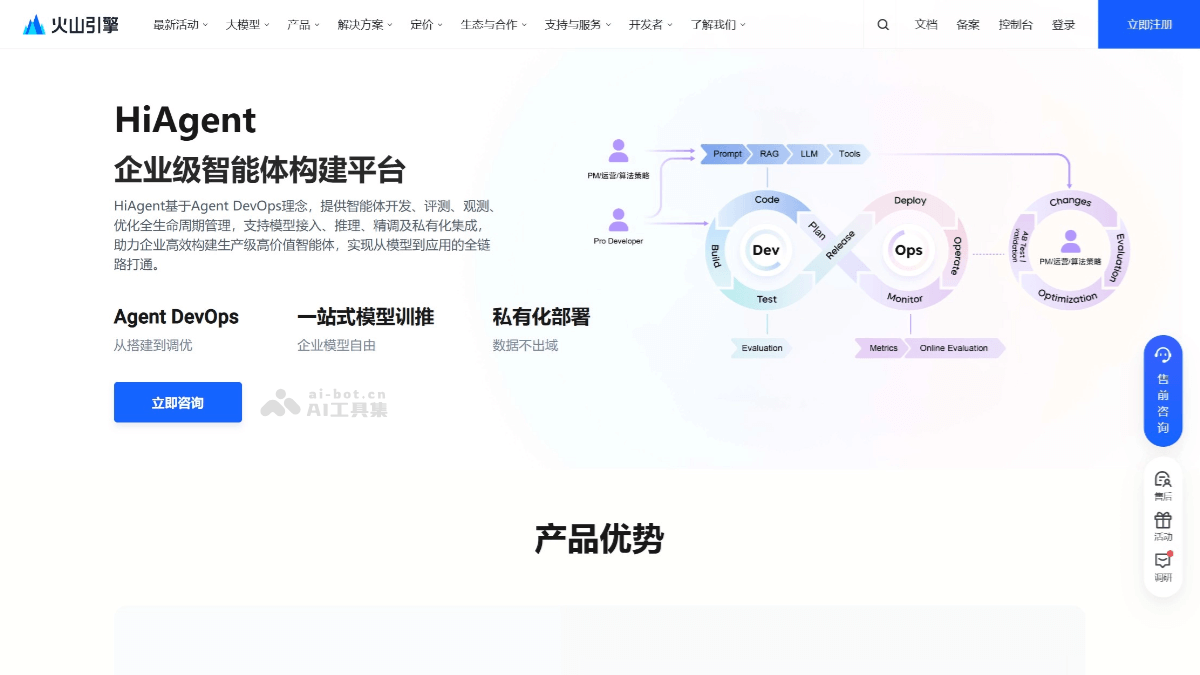 火山引擎
最新活动 大模型 产品 解决方案 定价 生态与合作 支持与服务 开发者 了解我们 文档 备案 控制台 登录 立即注册
HiAgent
企业级智能体构建平台
HiAgent基于Agent DevOps理念，提供智能体开发、评测、观测、
优化全生命周期管理，支持模型接入、推理、精调及私有化集成，
助力企业高效构建生产级高价值智能体，实现从模型到应用的全链
路打通。
Agent DevOps 一站式模型训推 私有化部署
从搭建到调优 企业模型自由 数据不出域
立即咨询
ai-bot.cn
AI工具集
PM/运营/算法策略
Pro Developer
Prompt RAG LLM Tools
Code
Plan
Build
Dev
Test
Release
Deploy
Operate
Ops
Monitor
Evaluation
Metrics Online Evaluation
Changes
AB Test /
validation
PM/运营/算法策略
Evaluation
Optimization
售
前
咨
询
售后
活动
调研
产品优势